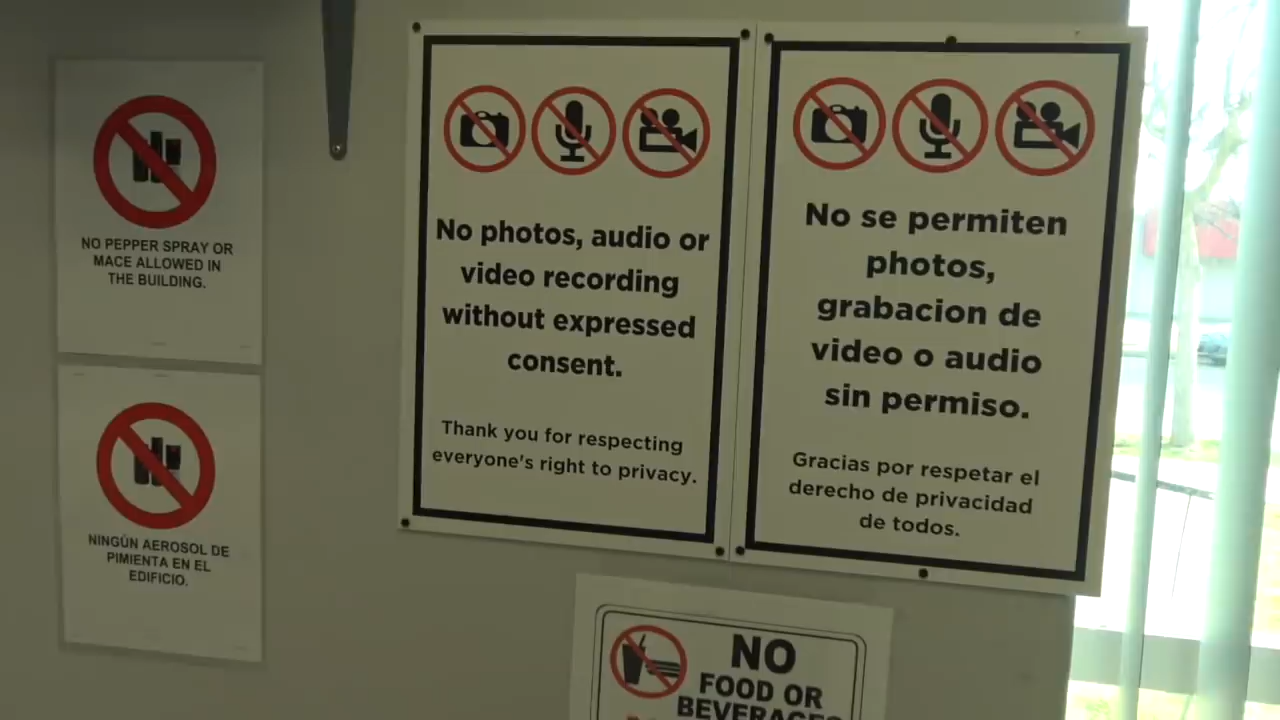 NO PEPPER SPRAY OR
MACE ALLOWED IN
THE BUILDING.
NINGÚN AEROSOL DE
PIMIENTA EN EL
EDIFICIO.
No photos, audio or
video recording
without expressed
consent.
Thank you for respecting
everyone's right to privacy.
No se permiten
photos,
grabacion de
video o audio
sin permiso.
Gracias por respetar el
derecho de privacidad
de todos.
NO
FOOD OR
BEVERAGES